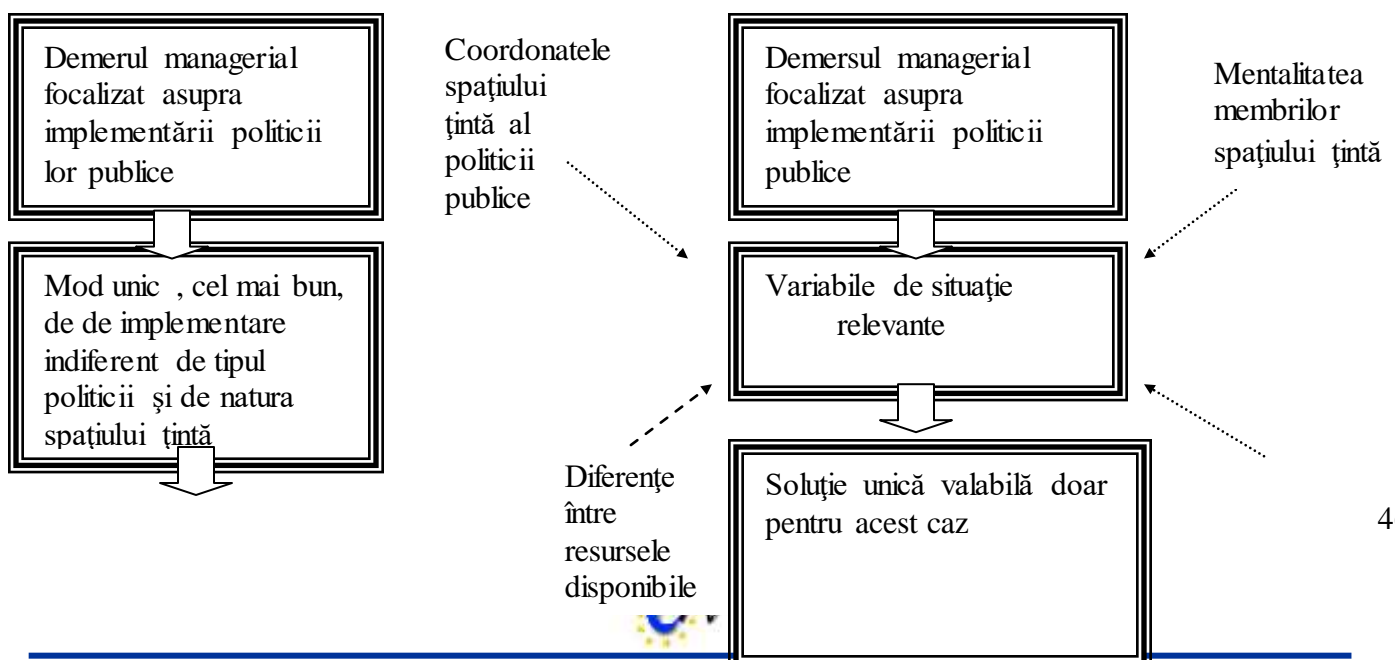 Demerul managerial
focalizat asupra
implementării politicii
lor publice
Mod unic , cel mai bun,
de de implementare
indiferent de tipul
politicii şi de natura
spaţiului ţintă
Coordonatele
spaţiului
ţintă al
politicii
publice
Demersul managerial
focalizat asupra
implementării politicii
publice
Mentalitatea
membrilor
spaţiului ţintă
Variabile de situaţie
relevante
Diferenţe
între
resursele
disponibile
Soluţie unică valabilă doar
pentru acest caz
4